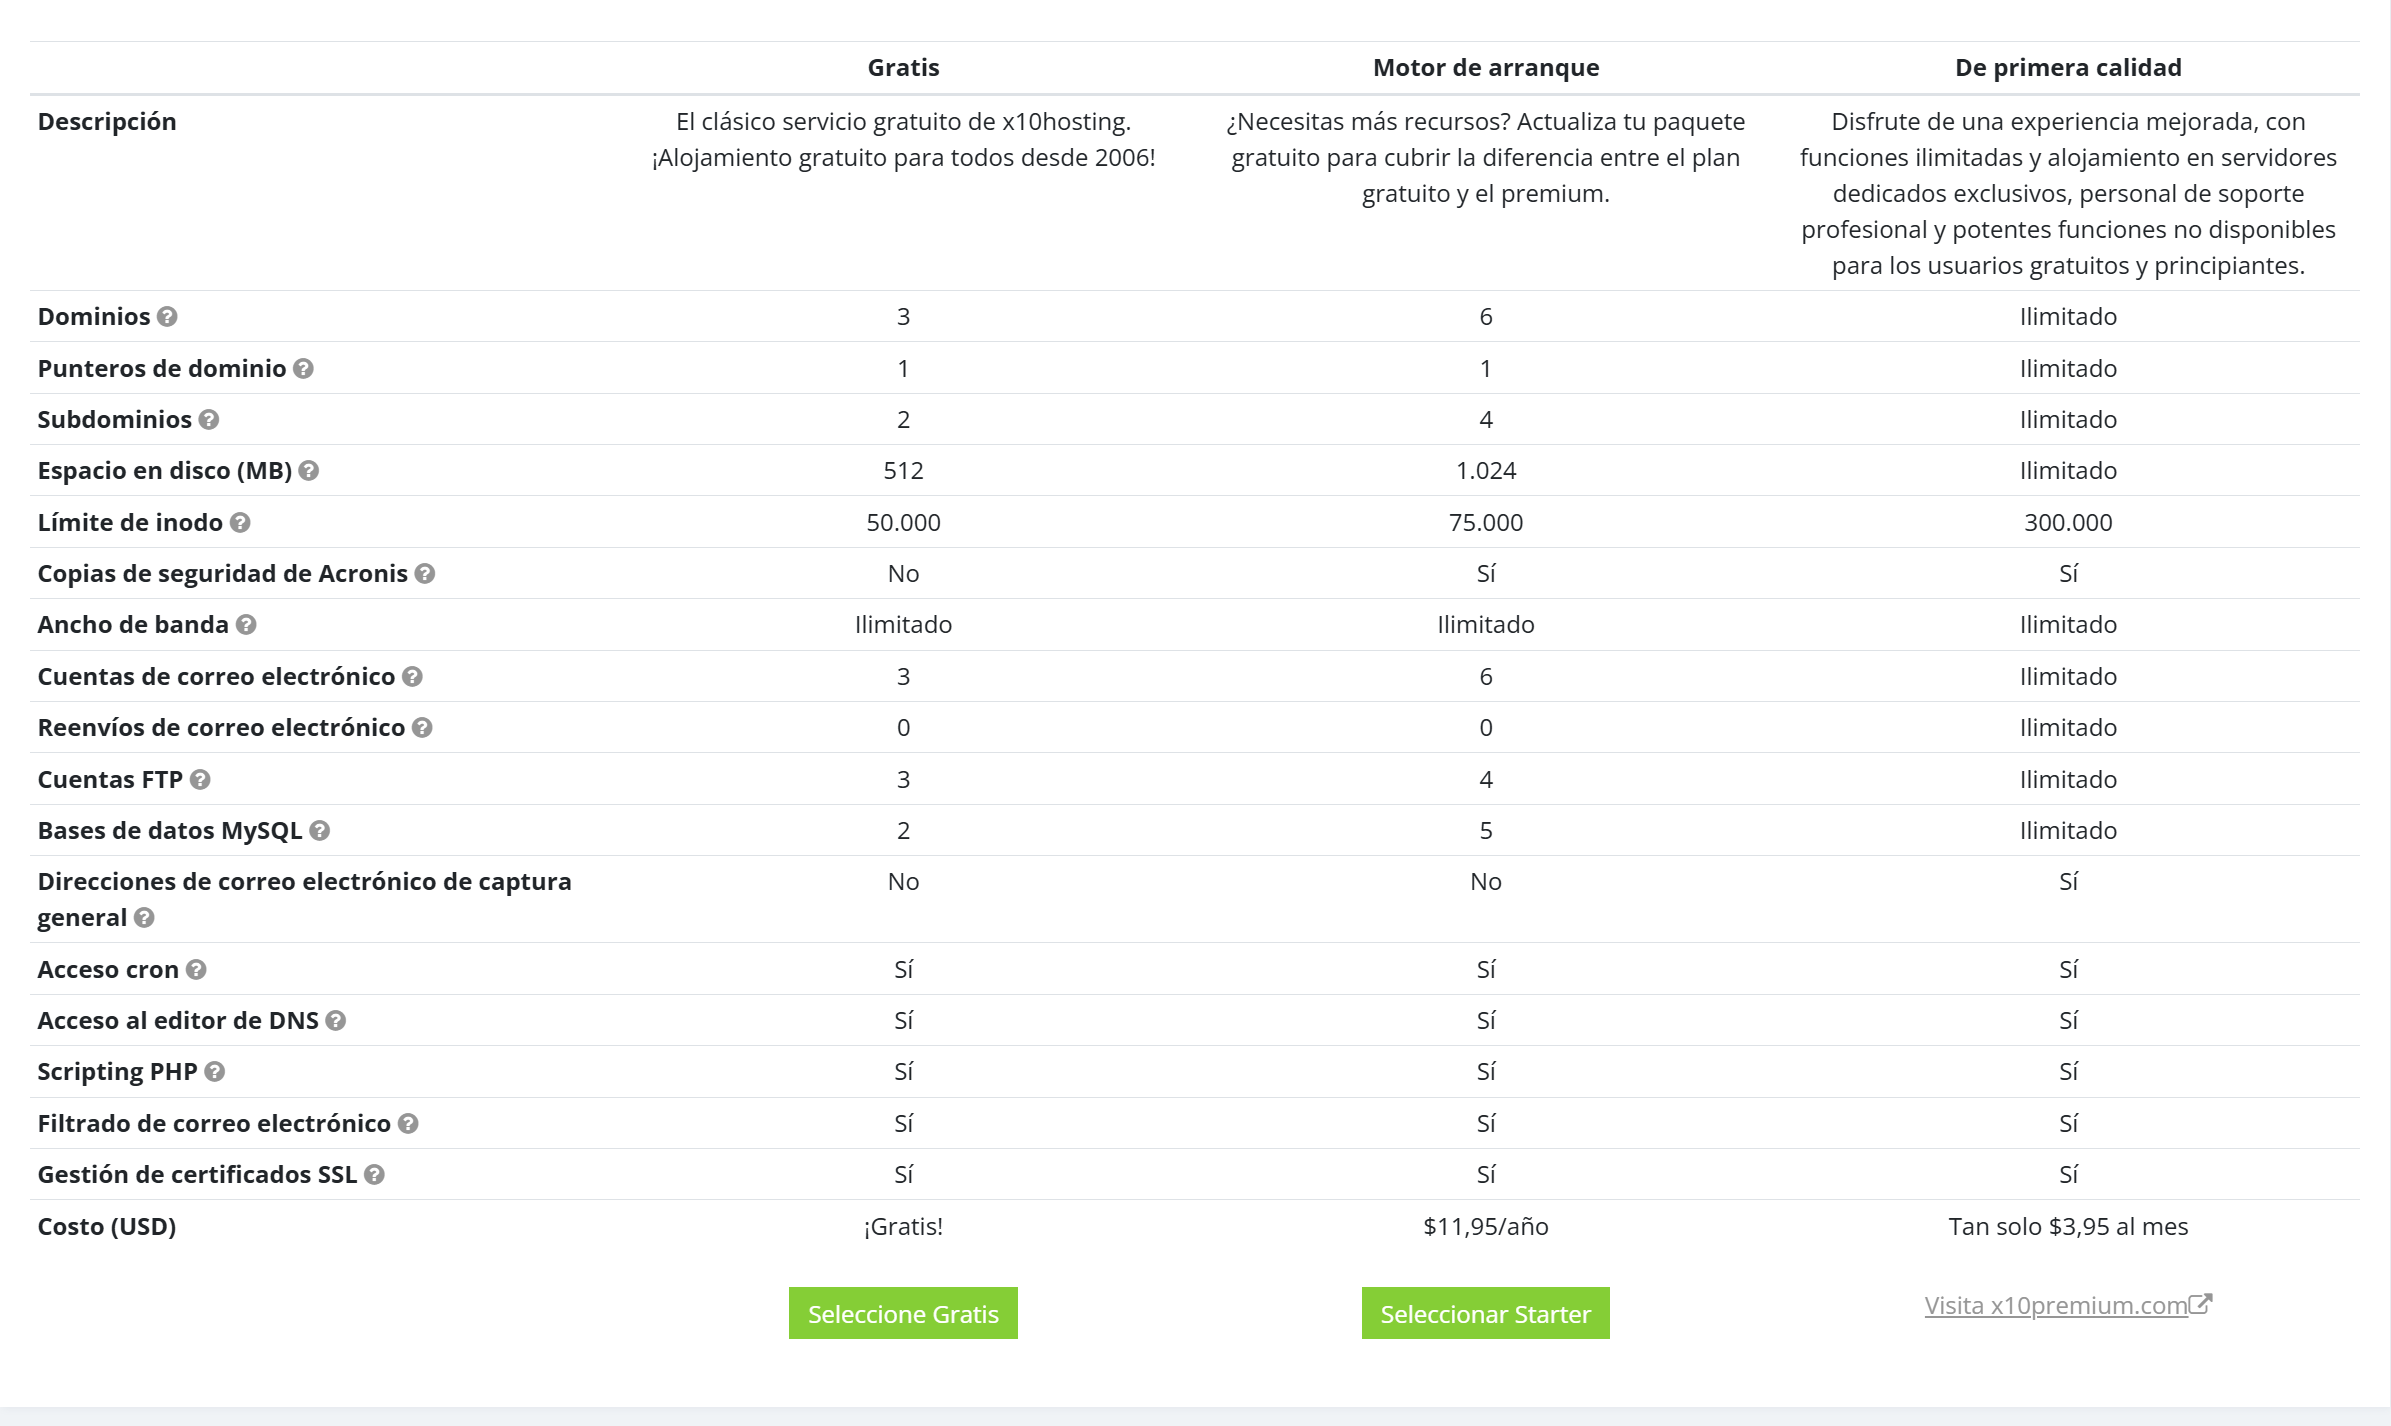 Gratis Motor de arranque De primera calidad
Descripción El clásico servicio gratuito de x10hosting. ¿Necesitas más recursos? Actualiza tu paquete Disfrute de una experiencia mejorada, con
¡Alojamiento gratuito para todos desde 2006! gratuito para cubrir la diferencia entre el plan funciones ilimitadas y alojamiento en servidores
gratuito y el premium. dedicados exclusivos, personal de soporte
profesional y potentes funciones no disponibles
para los usuarios gratuitos y principiantes.
Dominios 3 6 Ilimitado
Punteros de dominio 1 1 Ilimitado
Subdominios 2 4 Ilimitado
Espacio en disco (MB) 512 1.024 Ilimitado
Límite de inodo 50.000 75.000 300.000
Copias de seguridad de Acronis No Sí Sí
Ancho de banda Ilimitado Ilimitado Ilimitado
Cuentas de correo electrónico 3 6 Ilimitado
Reenvíos de correo electrónico 0 0 Ilimitado
Cuentas FTP 3 4 Ilimitado
Bases de datos MySQL 2 5 Ilimitado
Direcciones de correo electrónico de captura No No Sí
general
Acceso cron Sí Sí Sí
Acceso al editor de DNS Sí Sí Sí
Scripting PHP Sí Sí Sí
Filtrado de correo electrónico Sí Sí Sí
Gestión de certificados SSL Sí Sí Sí
Costo (USD) ¡Gratis! $11,95/año Tan solo $3,95 al mes
Seleccione Gratis Seleccionar Starter Visita x10premium.com